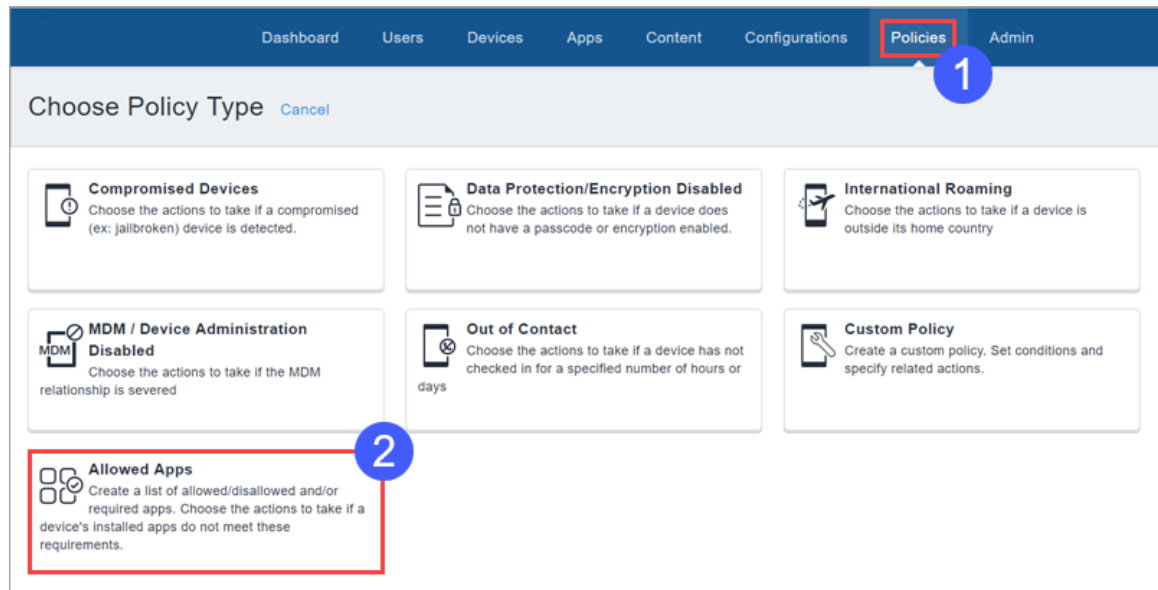 Dashboard Users Devices Apps Content Configurations Policies Admin
1
Choose Policy Type Cancel
Compromised Devices
Choose the actions to take if a compromised
(ex: jailbroken) device is detected.
Data Protection/Encryption Disabled
Choose the actions to take if a device does
not have a passcode or encryption enabled.
International Roaming
Choose the actions to take if a device is
outside its home country
MDM
MDM / Device Administration
Disabled
Choose the actions to take if the MDM
relationship is severed
Out of Contact
Choose the actions to take if a device has not
checked in for a specified number of hours or
days
Custom Policy
Create a custom policy. Set conditions and
specify related actions.
2
Allowed Apps
Create a list of allowed/disallowed and/or
required apps. Choose the actions to take if a
device's installed apps do not meet these
requirements.